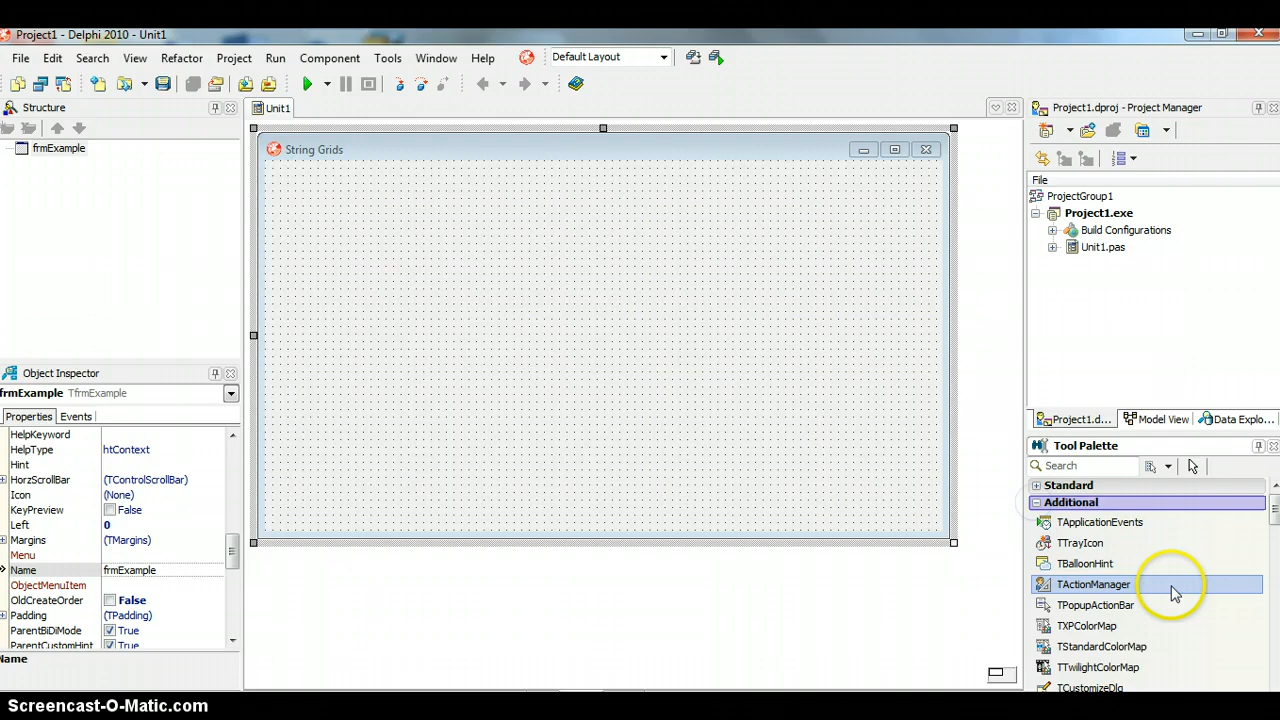 Project1 - Delphi 2010 - Unit1
File Edit Search View Refactor Project Run Component Tools Window Help
Default Layout
Structure
frmExample
Object Inspector
frmExample TfrmExample
Properties Events
HelpKeyword
HelpType htContext
Hint
HorzScrollBar (TControlScrollBar)
Icon (None)
KeyPreview False
Left 0
Margins (TMargins)
Menu
Name frmExample
ObjectMenuItem
OldCreateOrder False
Padding (TPadding)
ParentBiDiMode True
ParentCustomHint True
Name
Unit1
String Grids
Project1.dproj - Project Manager
File
ProjectGroup1
Project1.exe
Build Configurations
Unit1.pas
Project1.d... Model View Data Explo...
Tool Palette
Search
Standard
Additional
TApplicationEvents
TTrayIcon
TBalloonHint
TActionManager
TPopupActionBar
TXPColorMap
TStandardColorMap
TTwilightColorMap
TCustomizeDlg
Screencast-O-Matic.com